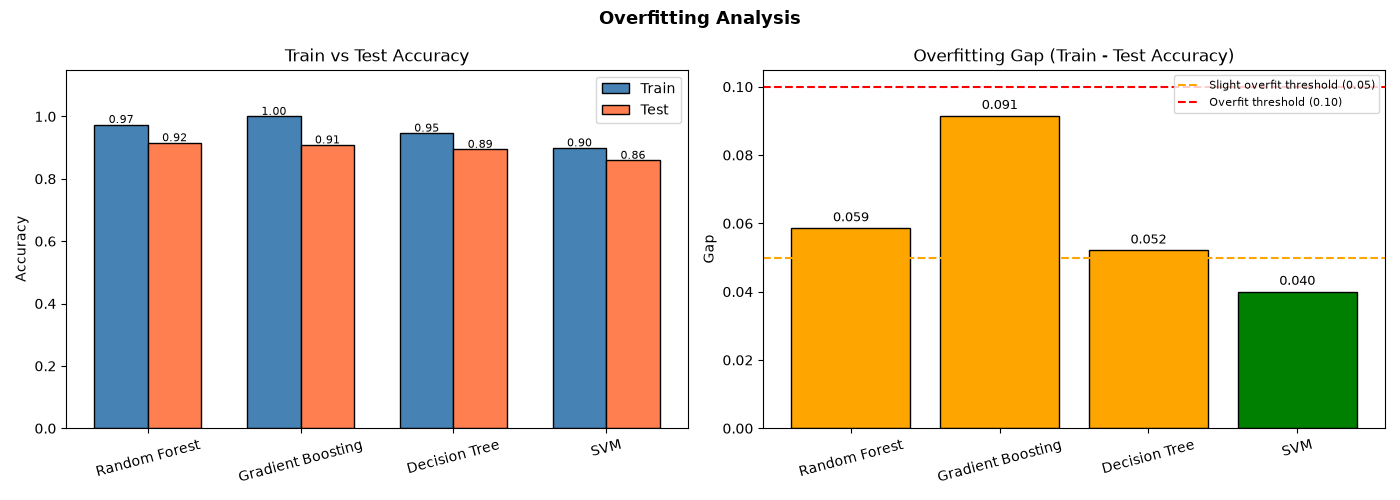 Overfitting Analysis
Train vs Test Accuracy
Accuracy
0.0
0.2
0.4
0.6
0.8
1.0
Train
Test
0.97
0.92
1.00
0.91
0.95
0.89
0.90
0.86
Random Forest
Gradient Boosting
Decision Tree
SVM
Overfitting Gap (Train - Test Accuracy)
Gap
0.00
0.02
0.04
0.06
0.08
0.10
Slight overfit threshold (0.05)
Overfit threshold (0.10)
0.059
0.091
0.052
0.040
Random Forest
Gradient Boosting
Decision Tree
SVM